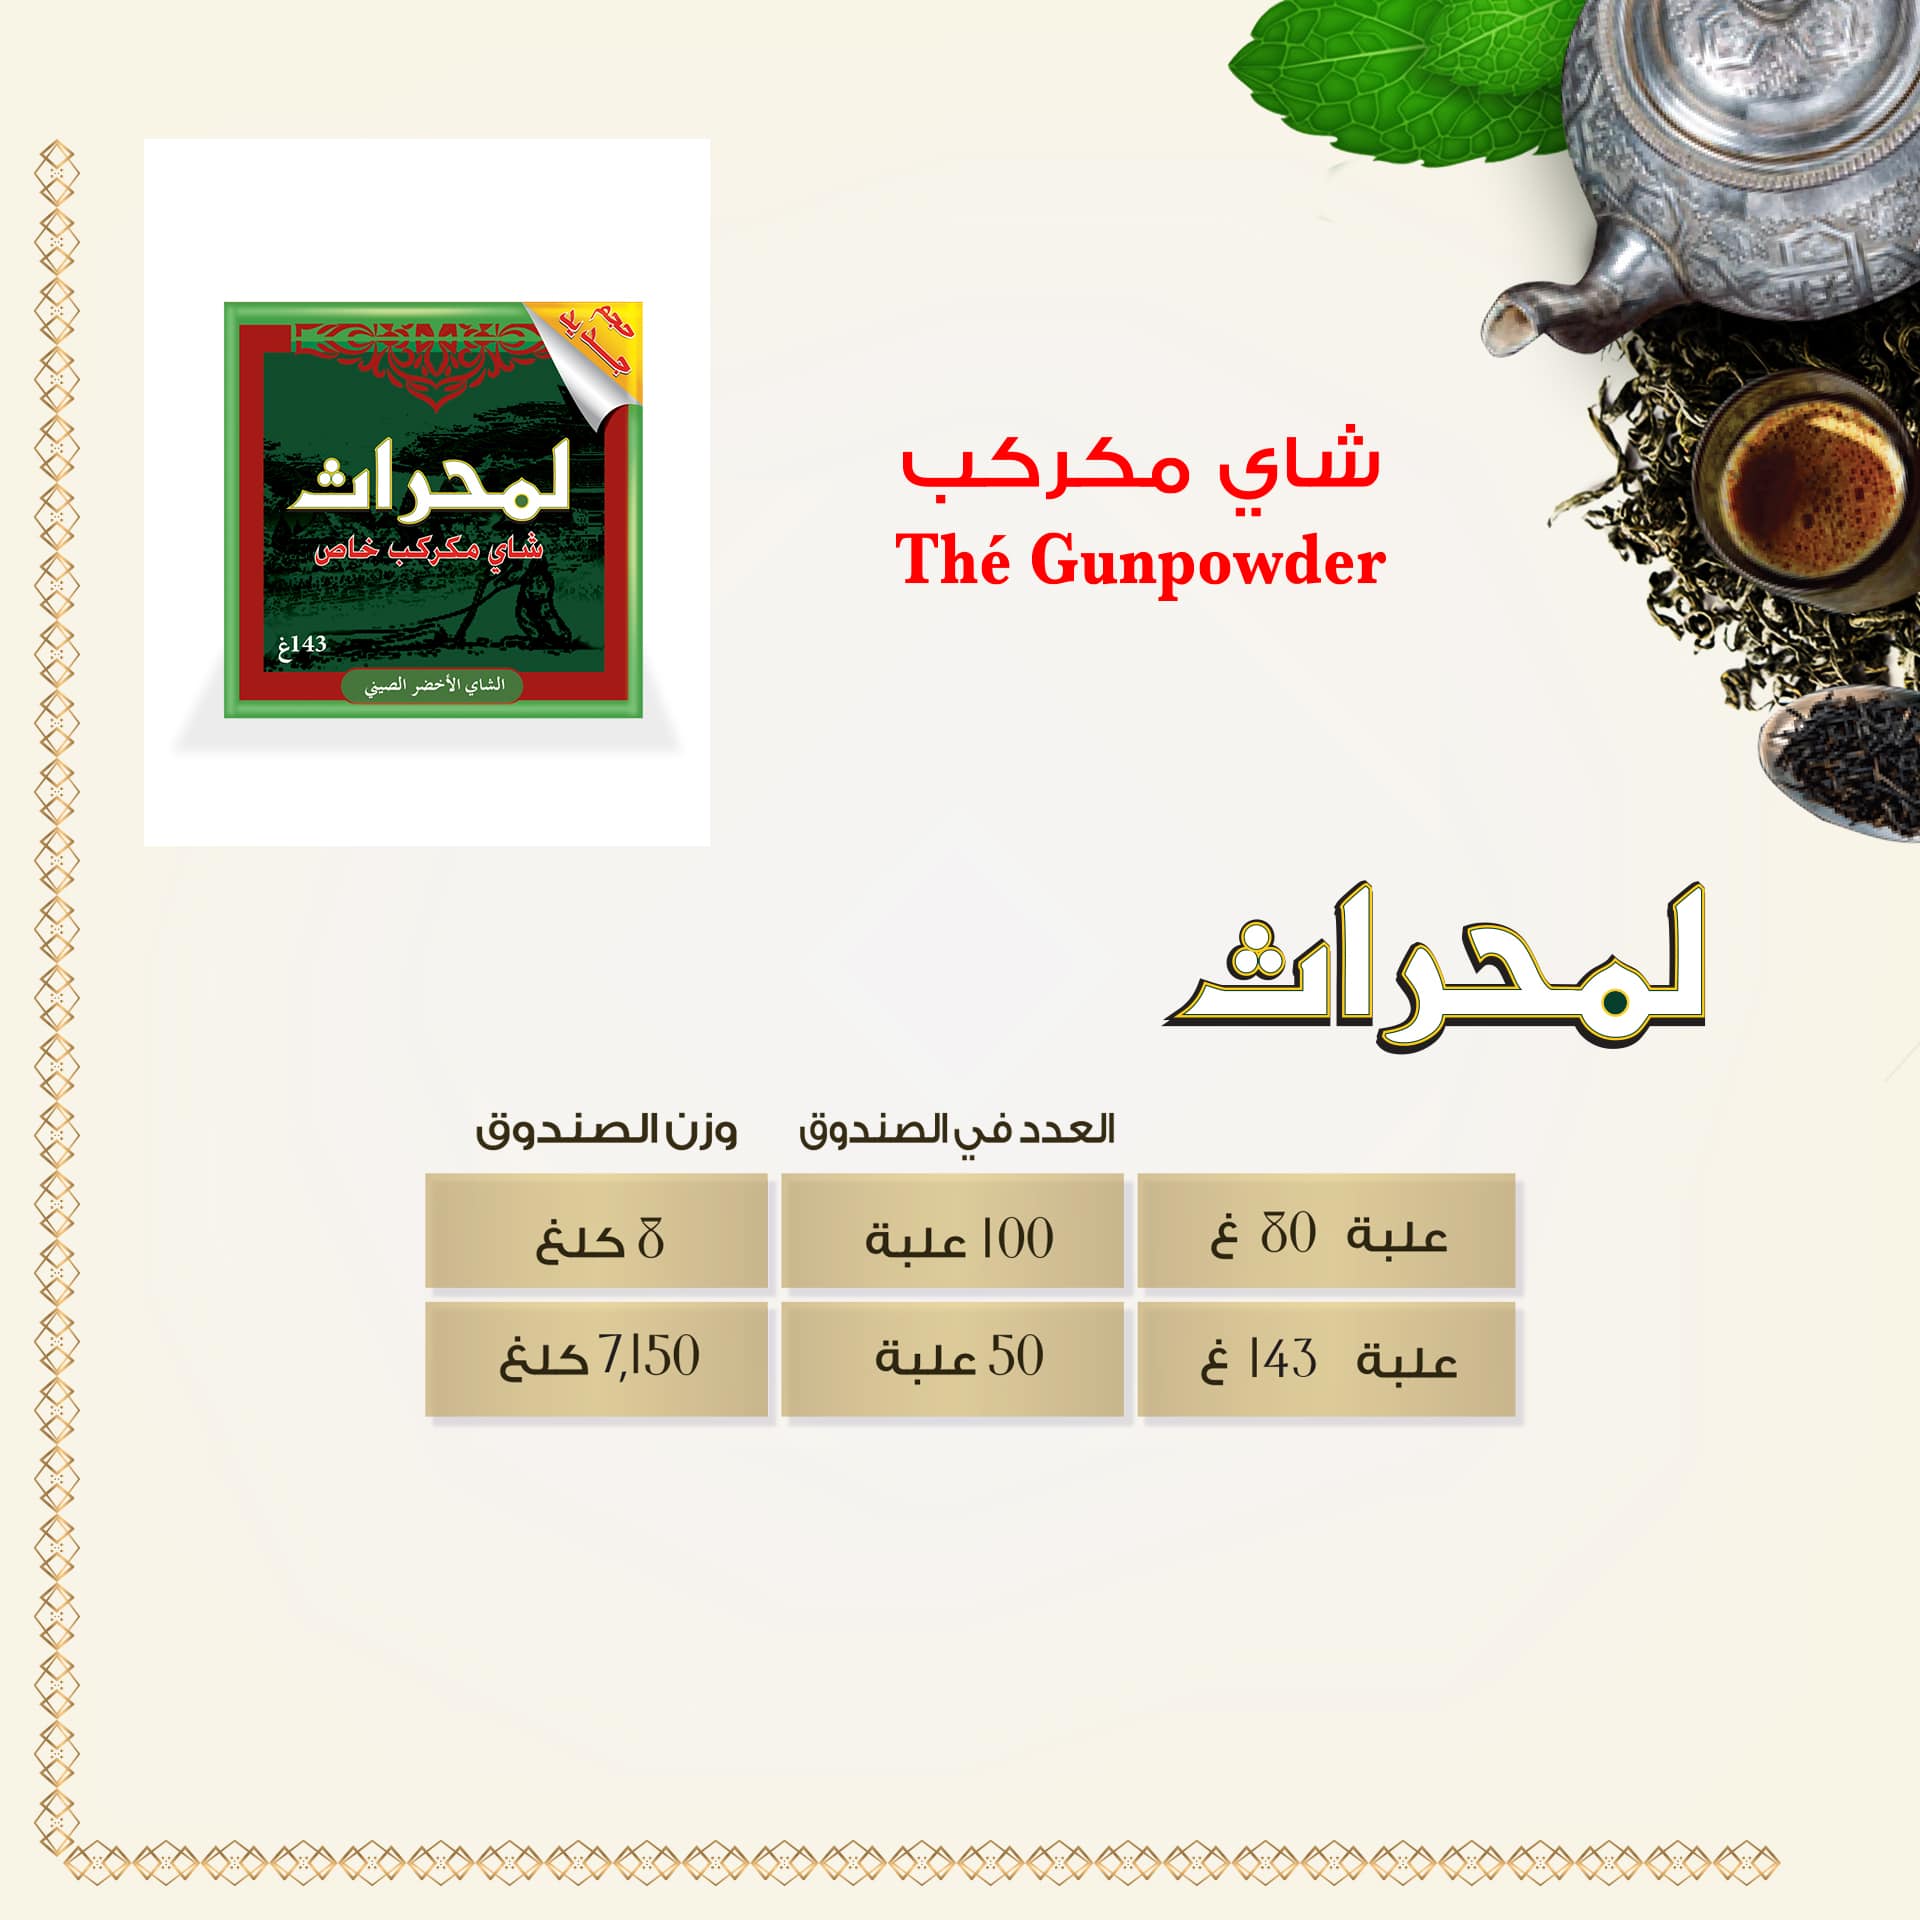 حجم
جديد
لمحراث
شاي مكركب خاص
143غ
الشاي الأخضر الصيني
شاي مكركب
Thé Gunpowder
لمحراث
العدد في الصندوق وزن الصندوق
علبة 80 غ 100 علبة 8 كلغ
علبة 143 غ 50 علبة 7,150 كلغ